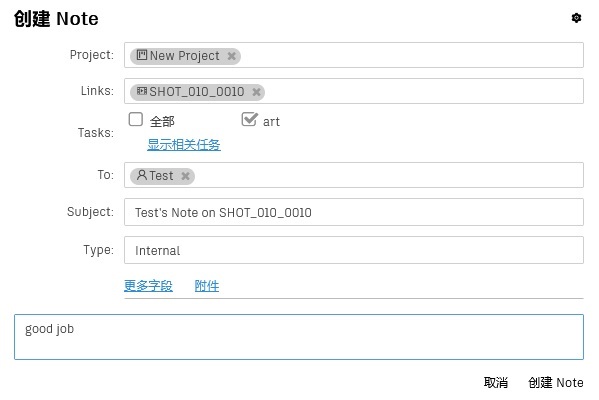 创建 Note
Project: New Project
Links: SHOT_010_0010
Tasks: 全部 art
显示相关任务
To: Test
Subject: Test's Note on SHOT_010_0010
Type: Internal
更多字段 附件
good job
取消 创建 Note